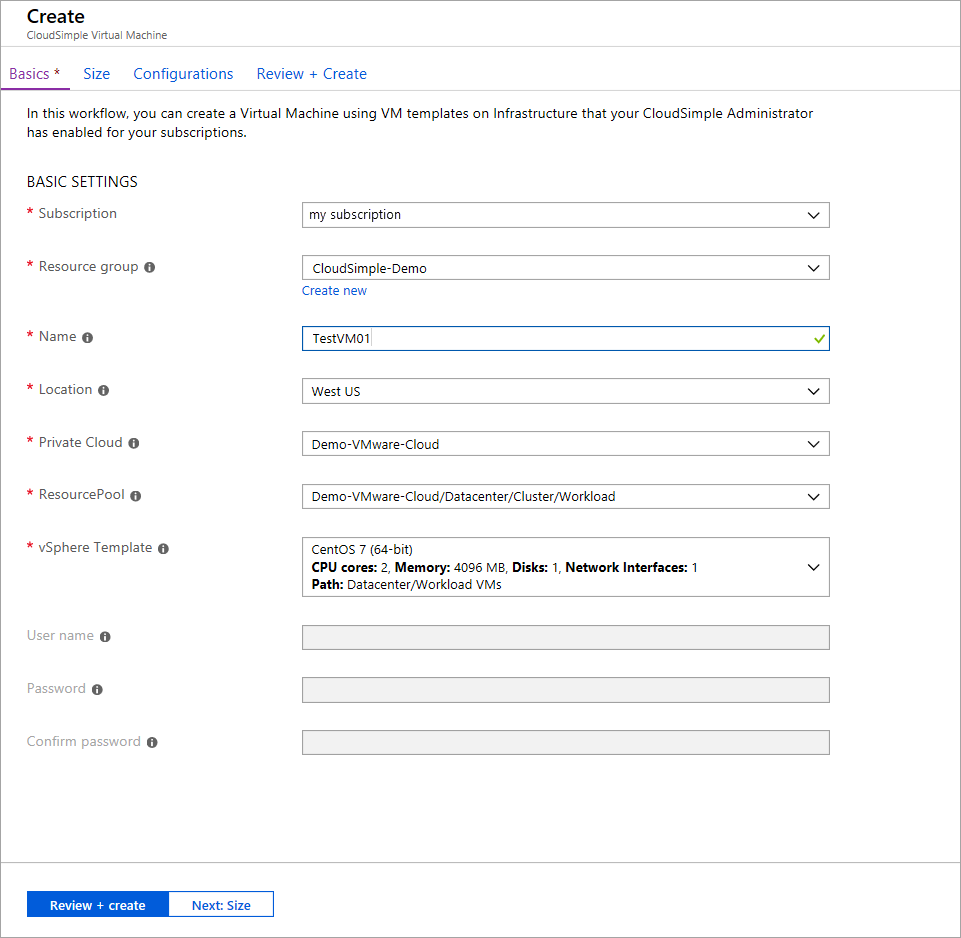 Create
CloudSimple Virtual Machine
Basics * Size Configurations Review + Create
In this workflow, you can create a Virtual Machine using VM templates on Infrastructure that your CloudSimple Administrator
has enabled for your subscriptions.
BASIC SETTINGS
* Subscription my subscription
* Resource group CloudSimple-Demo
Create new
* Name TestVM01
* Location West US
* Private Cloud Demo-VMware-Cloud
* ResourcePool Demo-VMware-Cloud/Datacenter/Cluster/Workload
* vSphere Template CentOS 7 (64-bit)
CPU cores: 2, Memory: 4096 MB, Disks: 1, Network Interfaces: 1
Path: Datacenter/Workload VMs
User name
Password
Confirm password
Review + create Next: Size